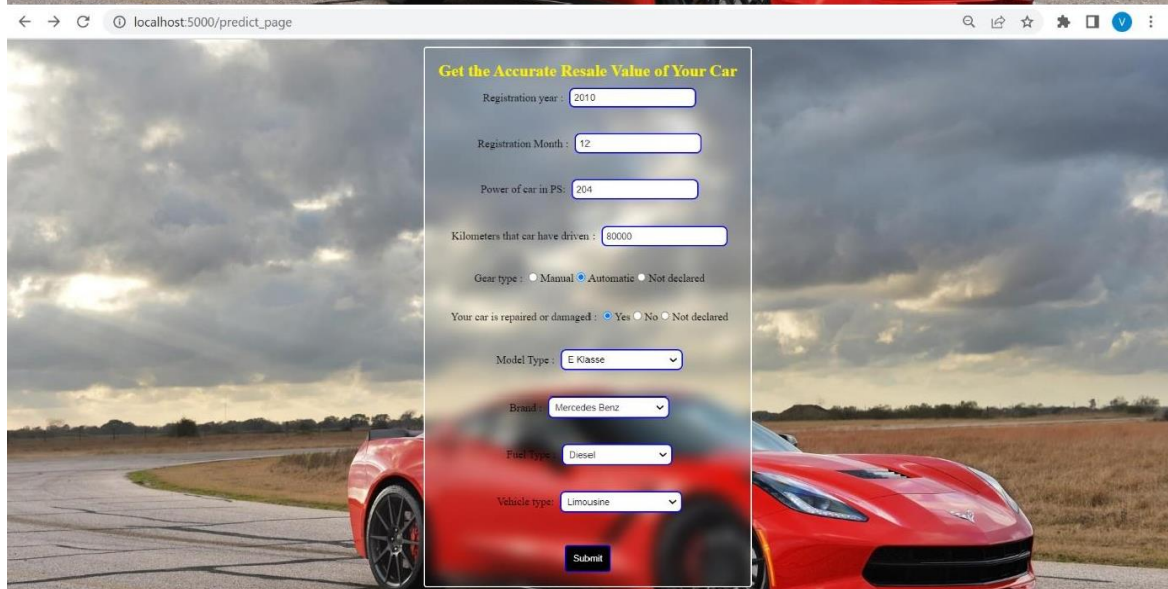 localhost:5000/predict_page
V
Get the Accurate Resale Value of Your Car
Registration year : 2010
Registration Month : 12
Power of car in PS: 204
Kilometers that car have driven : 80000
Gear type : Manual Automatic Not declared
Your car is repaired or damaged : Yes No Not declared
Model Type : E Klasse
Brand : Mercedes Benz
Fuel Type : Diesel
Vehicle type: Limousine
Submit